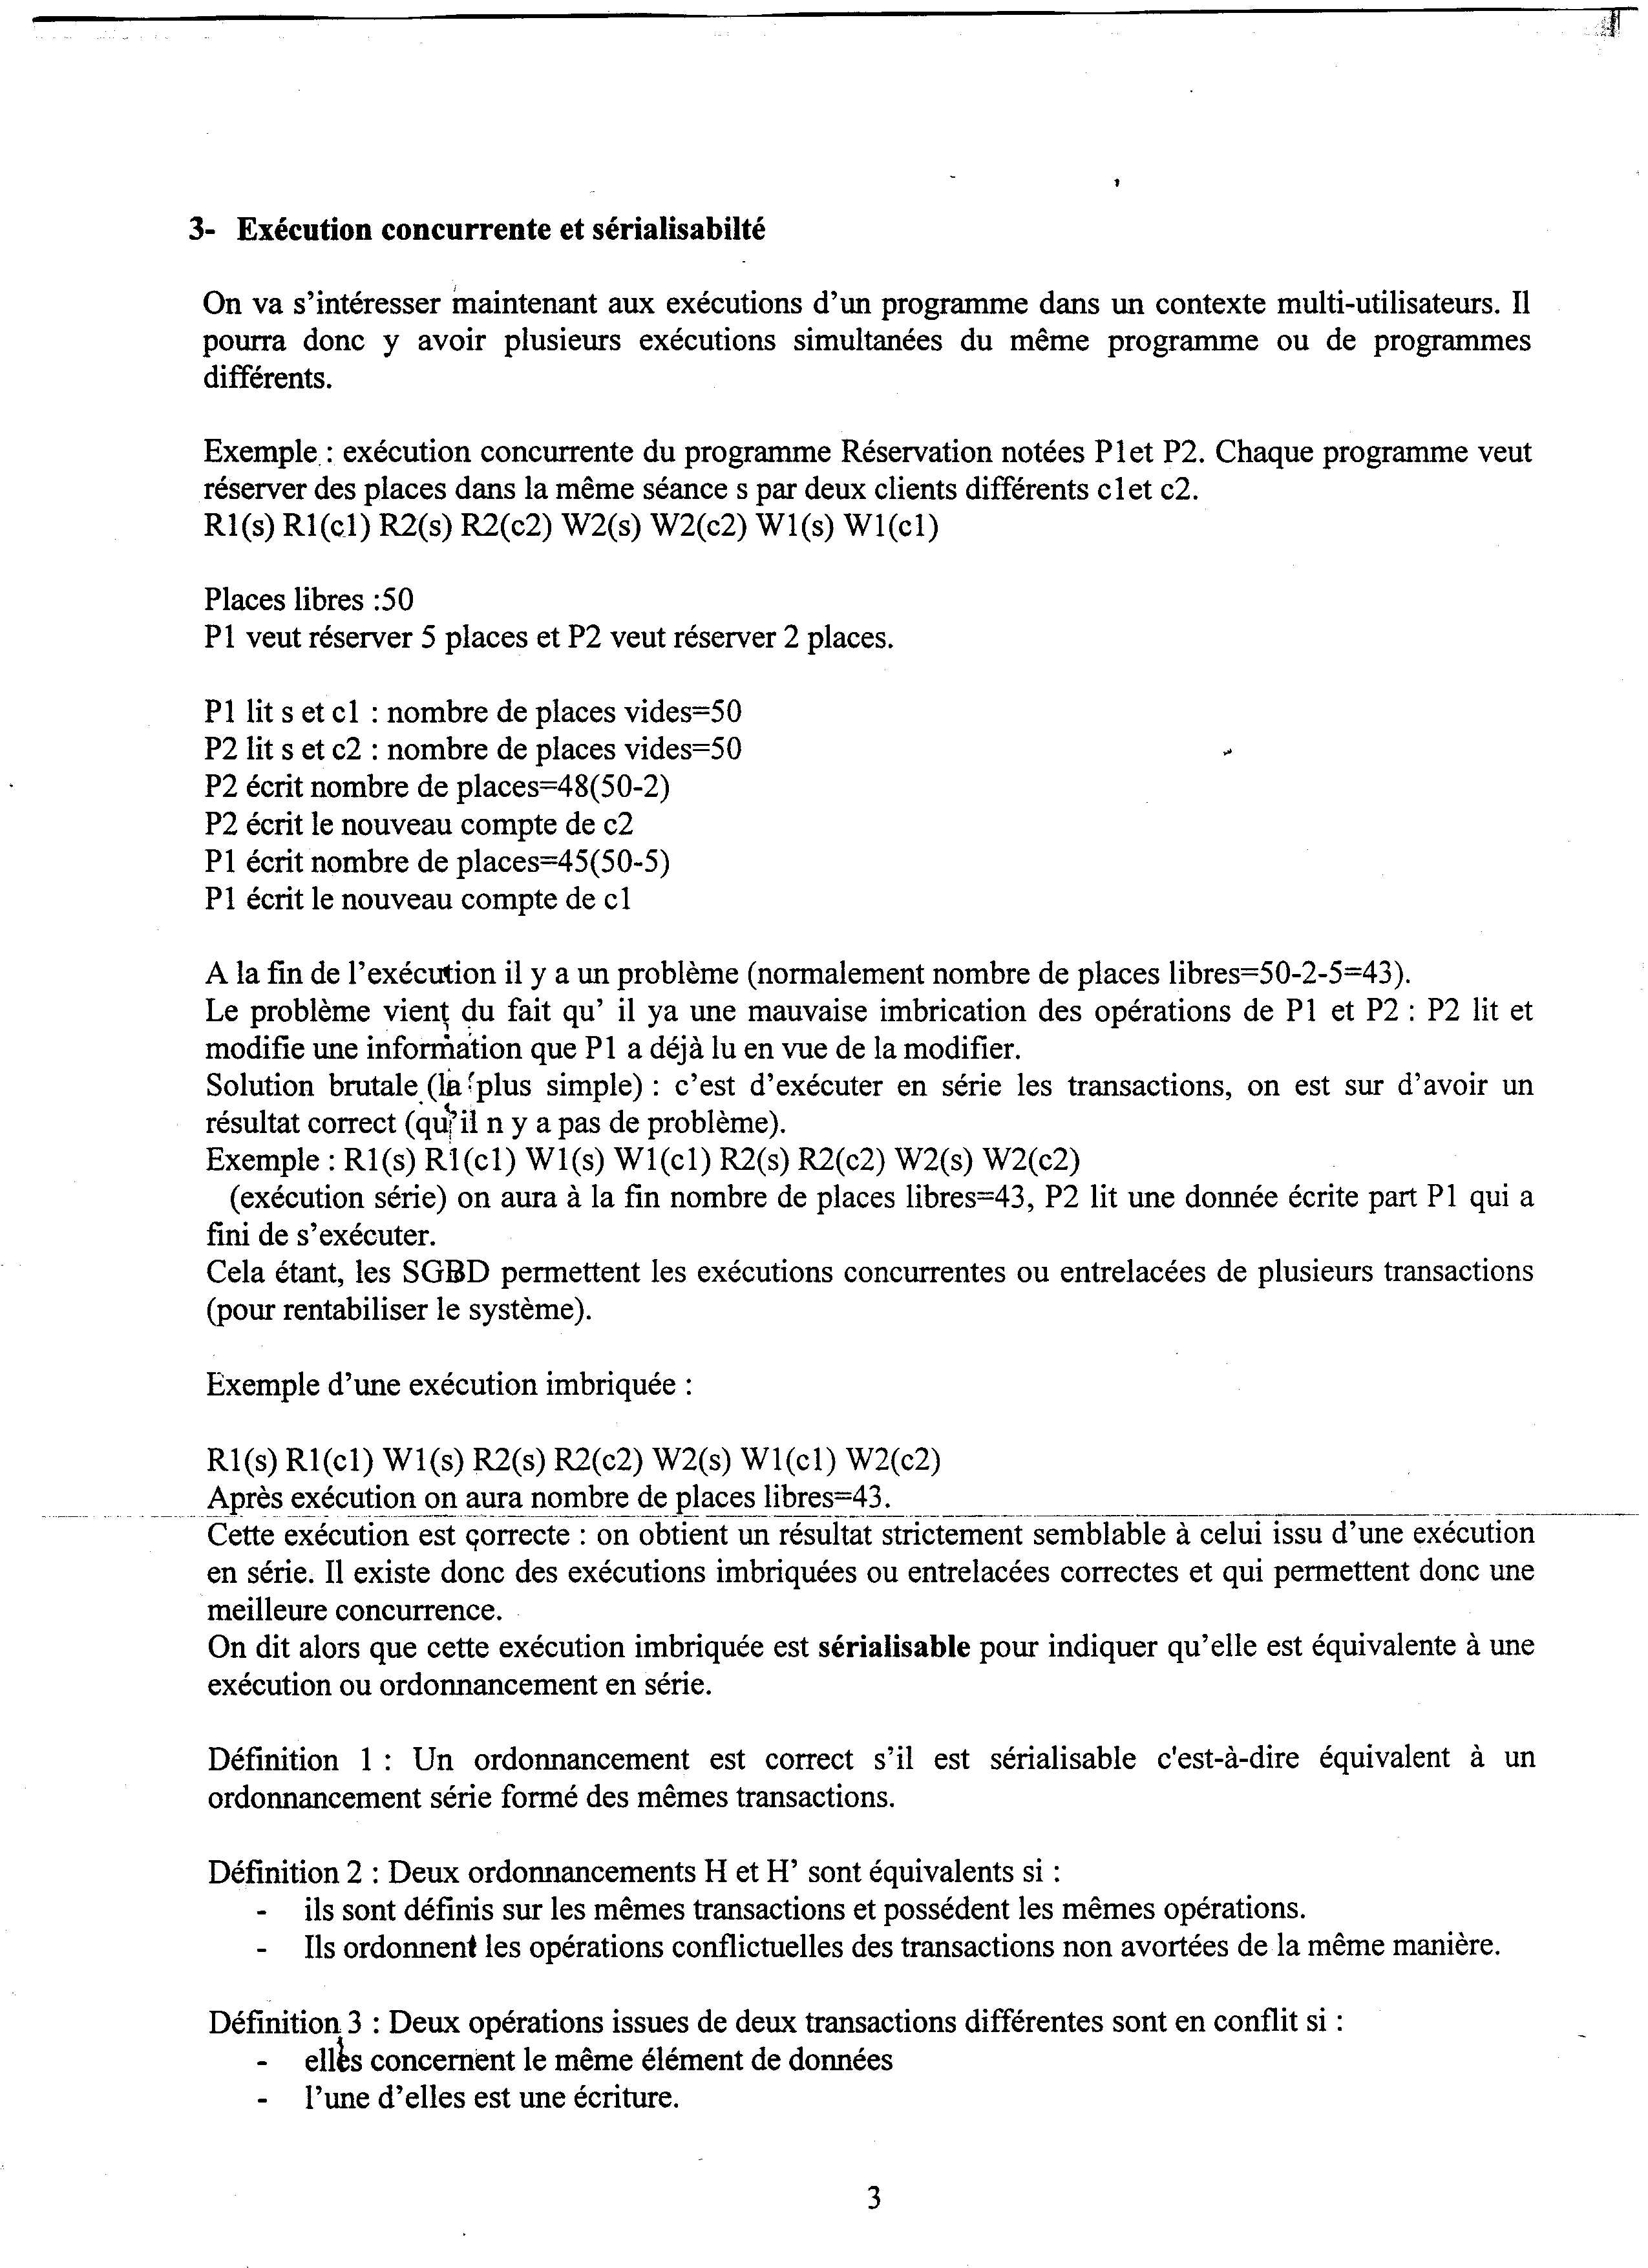 3- Exécution concurrente et sérialisabilté
On va s'intéresser maintenant aux exécutions d'un programme dans un contexte multi-utilisateurs. Il
pourra donc y avoir plusieurs exécutions simultanées du même programme ou de programmes
différents.
Exemple : exécution concurrente du programme Réservation notées P1et P2. Chaque programme veut
réserver des places dans la même séance s par deux clients différents c1et c2.
R1(s) R1(c1) R2(s) R2(c2) W2(s) W2(c2) W1(s) W1(c1)
Places libres :50
P1 veut réserver 5 places et P2 veut réserver 2 places.
P1 lit s et c1 : nombre de places vides=50
P2 lit s et c2 : nombre de places vides=50
P2 écrit nombre de places=48(50-2)
P2 écrit le nouveau compte de c2
P1 écrit nombre de places=45(50-5)
P1 écrit le nouveau compte de c1
A la fin de l'exécution il y a un problème (normalement nombre de places libres=50-2-5=43).
Le problème vient du fait qu' il ya une mauvaise imbrication des opérations de P1 et P2 : P2 lit et
modifie une information que P1 a déjà lu en vue de la modifier.
Solution brutale (la plus simple) : c'est d'exécuter en série les transactions, on est sur d'avoir un
résultat correct (qu'il n y a pas de problème).
Exemple : R1(s) R1(c1) W1(s) W1(c1) R2(s) R2(c2) W2(s) W2(c2)
(exécution série) on aura à la fin nombre de places libres=43, P2 lit une donnée écrite part P1 qui a
fini de s'exécuter.
Cela étant, les SGBD permettent les exécutions concurrentes ou entrelacées de plusieurs transactions
(pour rentabiliser le système).
Exemple d'une exécution imbriquée :
R1(s) R1(c1) W1(s) R2(s) R2(c2) W2(s) W1(c1) W2(c2)
Après exécution on aura nombre de places libres=43.
Cette exécution est correcte : on obtient un résultat strictement semblable à celui issu d'une exécution
en série. Il existe donc des exécutions imbriquées ou entrelacées correctes et qui permettent donc une
meilleure concurrence.
On dit alors que cette exécution imbriquée est sérialisable pour indiquer qu'elle est équivalente à une
exécution ou ordonnancement en série.
Définition 1 : Un ordonnancement est correct s'il est sérialisable c'est-à-dire équivalent à un
ordonnancement série formé des mêmes transactions.
Définition 2 : Deux ordonnancements H et H' sont équivalents si :
- ils sont définis sur les mêmes transactions et possédent les mêmes opérations.
- Ils ordonnent les opérations conflictuelles des transactions non avortées de la même manière.
Définition 3 : Deux opérations issues de deux transactions différentes sont en conflit si :
- elles concernent le même élément de données
- l'une d'elles est une écriture.
3